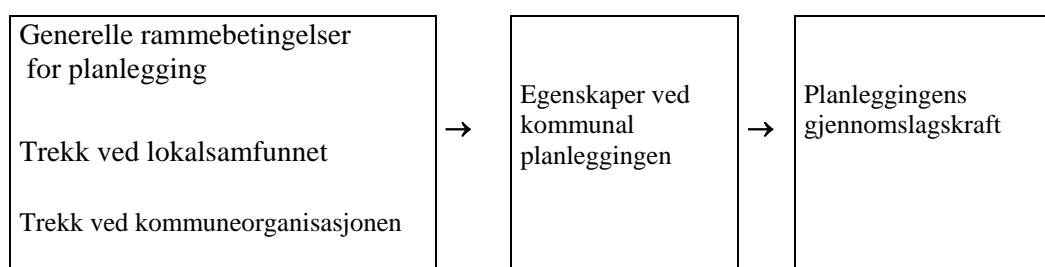 Generelle rammebetingelser
for planlegging
Trekk ved lokalsamfunnet
Trekk ved kommuneorganisasjonen
→
Egenskaper ved
kommunal
planleggingen
→
Planleggingens
gjennomslagskraft